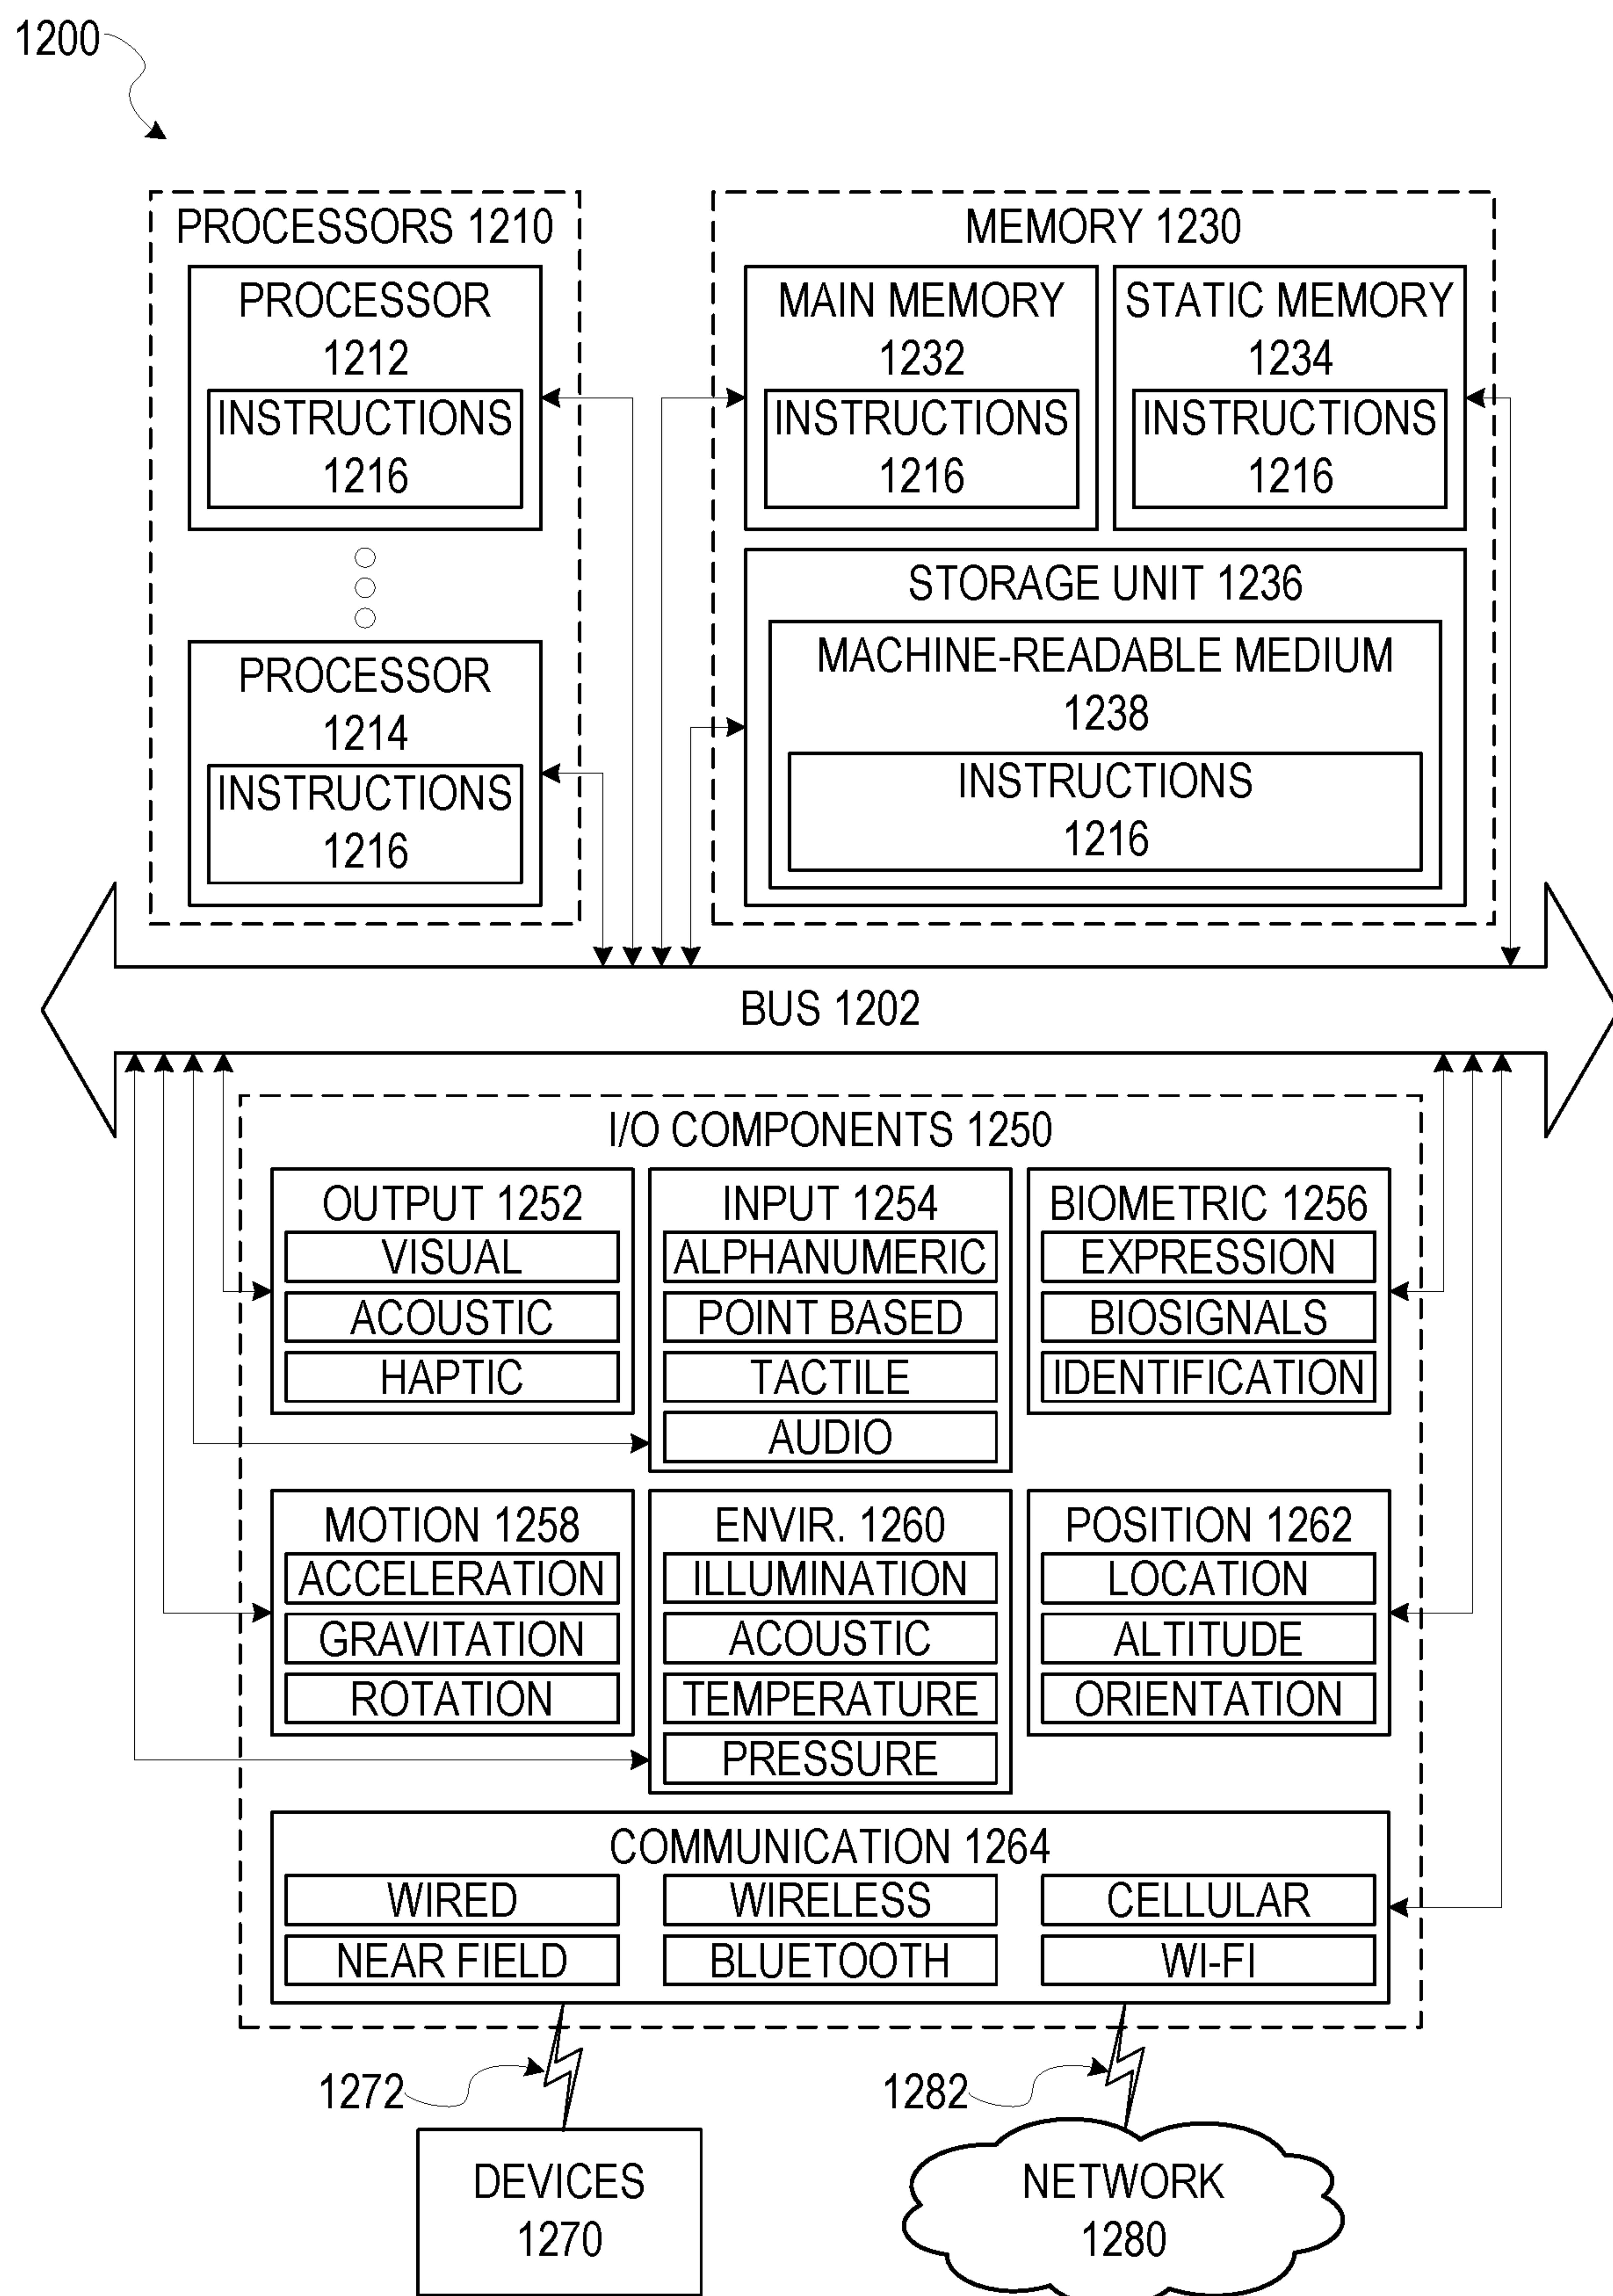 1200
PROCESSORS 1210
PROCESSOR
1212
INSTRUCTIONS
1216
PROCESSOR
1214
INSTRUCTIONS
1216
MEMORY 1230
MAIN MEMORY
1232
INSTRUCTIONS
1216
STATIC MEMORY
1234
INSTRUCTIONS
1216
STORAGE UNIT 1236
MACHINE-READABLE MEDIUM
1238
INSTRUCTIONS
1216
BUS 1202
I/O COMPONENTS 1250
OUTPUT 1252
VISUAL
ACOUSTIC
HAPTIC
INPUT 1254
ALPHANUMERIC
POINT BASED
TACTILE
AUDIO
BIOMETRIC 1256
EXPRESSION
BIOSIGNALS
IDENTIFICATION
MOTION 1258
ACCELERATION
GRAVITATION
ROTATION
ENVIR. 1260
ILLUMINATION
ACOUSTIC
TEMPERATURE
PRESSURE
POSITION 1262
LOCATION
ALTITUDE
ORIENTATION
COMMUNICATION 1264
WIRED
WIRELESS
CELLULAR
NEAR FIELD
BLUETOOTH
WI-FI
1272
1282
DEVICES
1270
NETWORK
1280